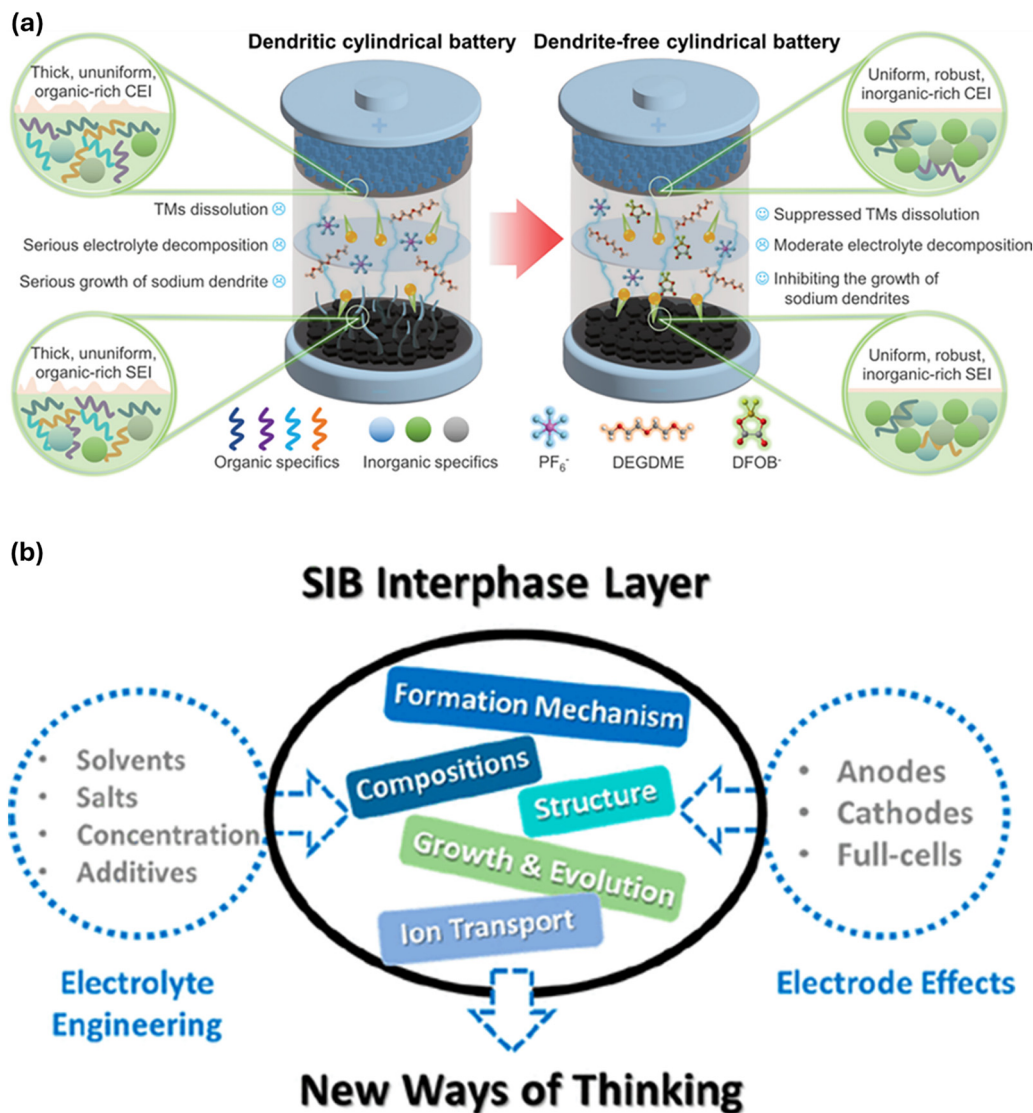 (a)
Dendritic cylindrical battery
Dendrite-free cylindrical battery
Thick, ununiform,
organic-rich CEI
Uniform, robust,
inorganic-rich CEI
+
+
TMs dissolution
Serious electrolyte decomposition
Serious growth of sodium dendrite
Suppressed TMs dissolution
Moderate electrolyte decomposition
Inhibiting the growth of
sodium dendrites
Thick, ununiform,
organic-rich SEI
Uniform, robust,
inorganic-rich SEI
Organic specifics
Inorganic specifics
PF₆⁻
DEGDME
DFOB⁻
(b)
SIB Interphase Layer
• Solvents
• Salts
• Concentration
• Additives
Electrolyte
Engineering
Formation Mechanism
Compositions
Structure
Growth & Evolution
Ion Transport
• Anodes
• Cathodes
• Full-cells
Electrode Effects
New Ways of Thinking